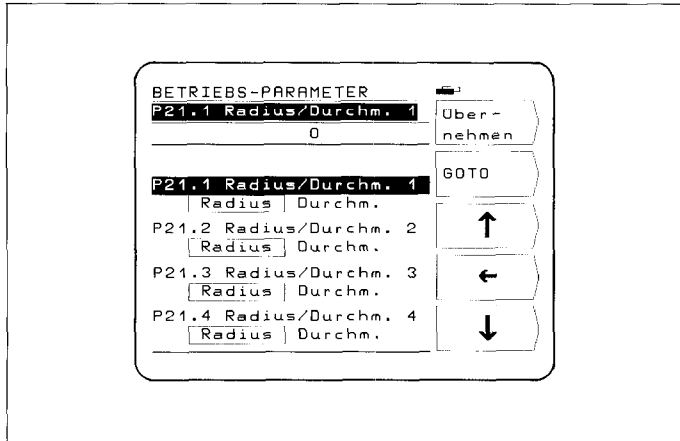 BETRIEBS-PARAMETER
P21.1 Radius/Durchm. 1
0
P21.1 Radius/Durchm. 1
Radius Durchm.
P21.2 Radius/Durchm. 2
Radius Durchm.
P21.3 Radius/Durchm. 3
Radius Durchm.
P21.4 Radius/Durchm. 4
Radius Durchm.
Über-
nehmen
GOTO
↑
←
↓